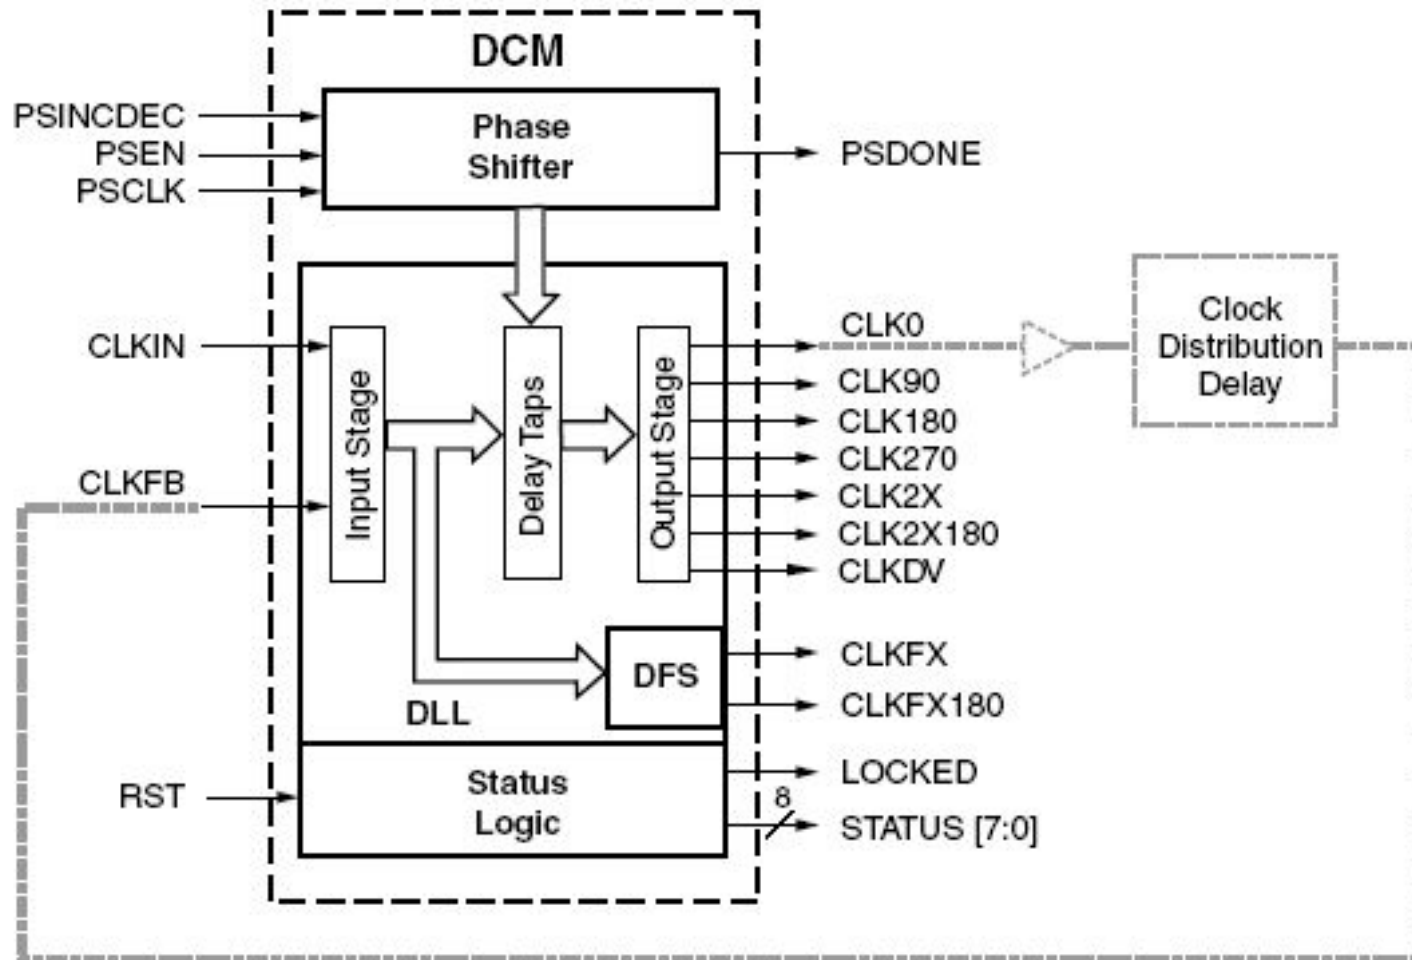 DCM
PSINCDEC
PSEN
PSCLK
Phase
Shifter
PSDONE
CLKIN
CLKFB
Input Stage
Delay Taps
Output Stage
CLK0
CLK90
CLK180
CLK270
CLK2X
CLK2X180
CLKDV
Clock
Distribution
Delay
DFS
CLKFX
CLKFX180
DLL
RST
Status
Logic
LOCKED
8
STATUS [7:0]